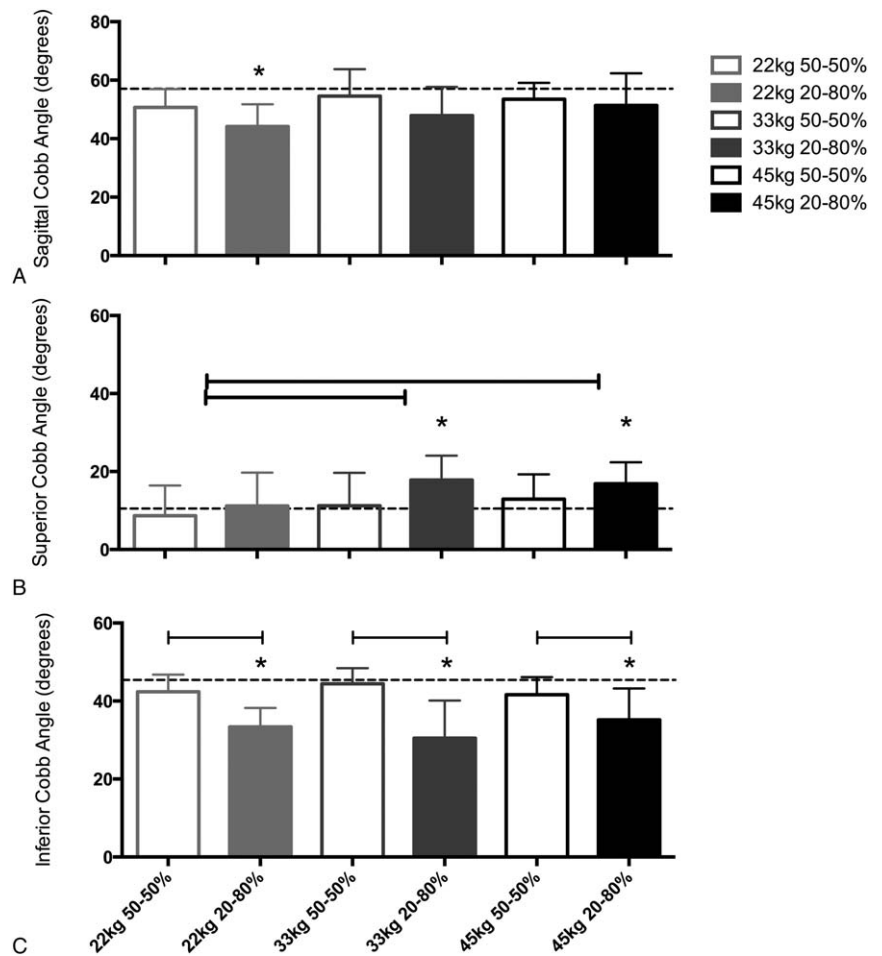 Sagittal Cobb Angle (degrees)
80
60
40
20
0
*
A
22kg 50-50%
22kg 20-80%
33kg 50-50%
33kg 20-80%
45kg 50-50%
45kg 20-80%
Superior Cobb Angle (degrees)
60
40
20
0
*
*
B
Inferior Cobb Angle (degrees)
60
40
20
0
*
*
*
22kg 50-50%
22kg 20-80%
33kg 50-50%
33kg 20-80%
45kg 50-50%
45kg 20-80%
C